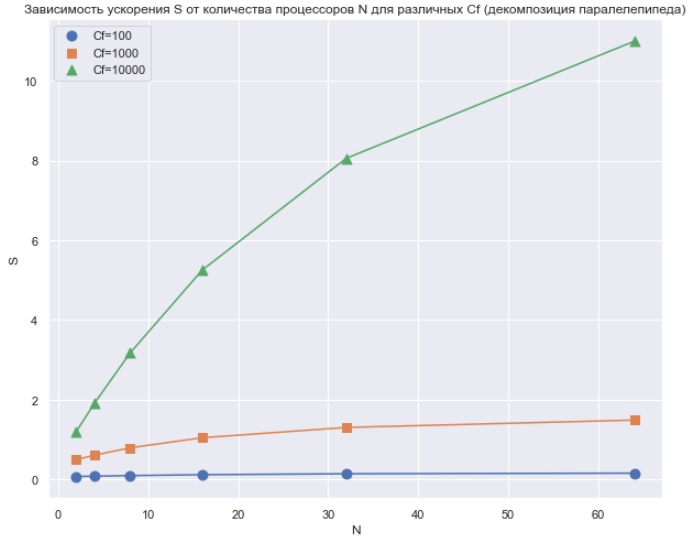 Зависимость ускорения S от количества процессоров N для различных Cf (декомпозиция паралелепипеда)
Cf=100
Cf=1000
Cf=10000
10
8
6
4
2
0
S
0 10 20 30 40 50 60
N